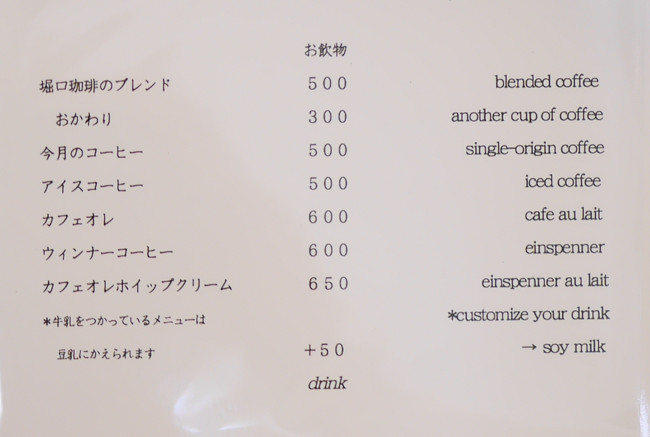 お飲物
堀口珈琲のブレンド 500 blended coffee
おかわり 300 another cup of coffee
今月のコーヒー 500 single-origin coffee
アイスコーヒー 500 iced coffee
カフェオレ 600 cafe au lait
ウィンナーコーヒー 600 einspenner
カフェオレホイップクリーム 650 einspenner au lait
*牛乳をつかっているメニューは *customize your drink
豆乳にかえられます +50 → soy milk
drink